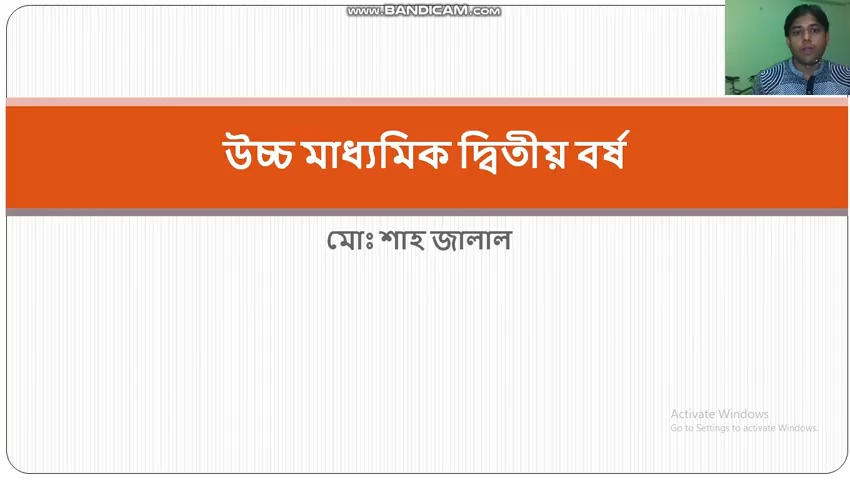 www.BANDICAM.com
উচ্চ মাধ্যমিক দ্বিতীয় বর্ষ
মোঃ শাহ জালাল
Activate Windows
Go to Settings to activate Windows.